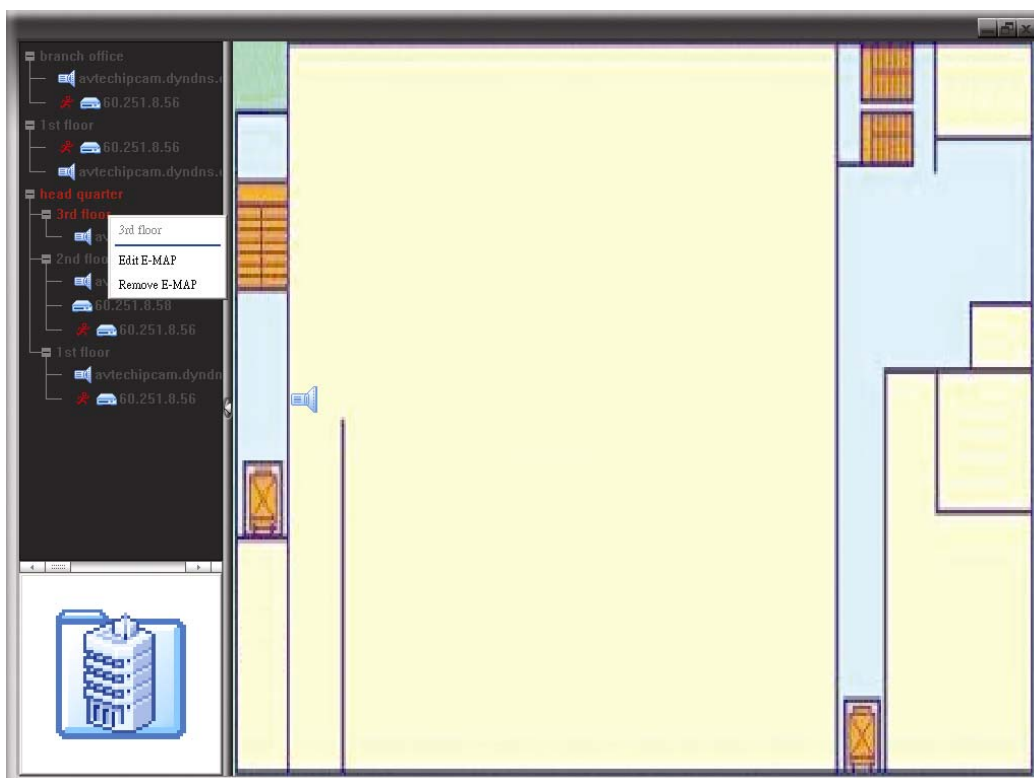 branch office
avtechipcam.dyndns.
60.251.8.56
1st floor
60.251.8.56
avtechipcam.dyndns.
head quarter
3rd floor
3rd floor
av
Edit E-MAP
2nd floo
av
Remove E-MAP
60.251.8.58
60.251.8.56
1st floor
avtechipcam.dyndn
60.251.8.56